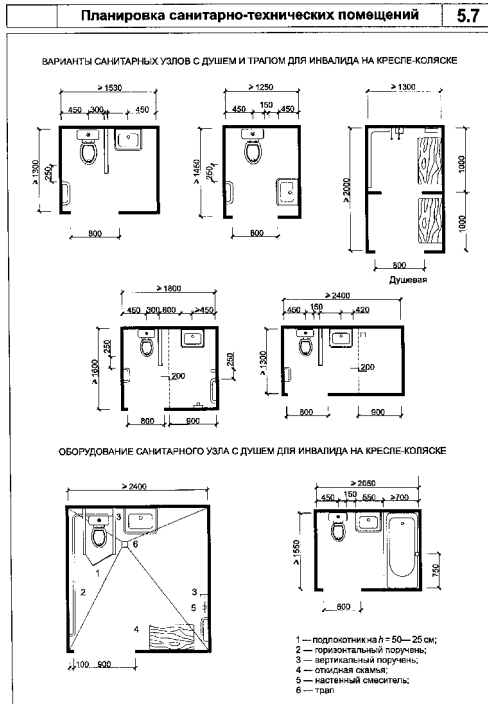 Планировка санитарно-технических помещений 5.7
ВАРИАНТЫ САНИТАРНЫХ УЗЛОВ С ДУШЕМ И ТРАПОМ ДЛЯ ИНВАЛИДА НА КРЕСЛЕ-КОЛЯСКЕ
≥ 1530
450 300 450
≥ 1300
250
800
≥ 1250
450 150 450
≥ 1450
250
800
≥ 1300
≥ 2000
1000
1000
800
Душевая
≥ 1800
450 300 600 ≥450
≥ 1600
250
250
200
800 900
≥ 2400
450 150 420
≥ 1300
200
800 900
ОБОРУДОВАНИЕ САНИТАРНОГО УЗЛА С ДУШЕМ ДЛЯ ИНВАЛИДА НА КРЕСЛЕ-КОЛЯСКЕ
≥ 2400
3
6
1
2
3
5
4
100 900
≥ 2050
450 150 550 ≥700
≥ 1550
750
800
1 — подлокотник на h = 50— 25 см;
2 — горизонтальный поручень;
3 — вертикальный поручень;
4 — откидная скамья;
5 — настенный смеситель;
6 — трап